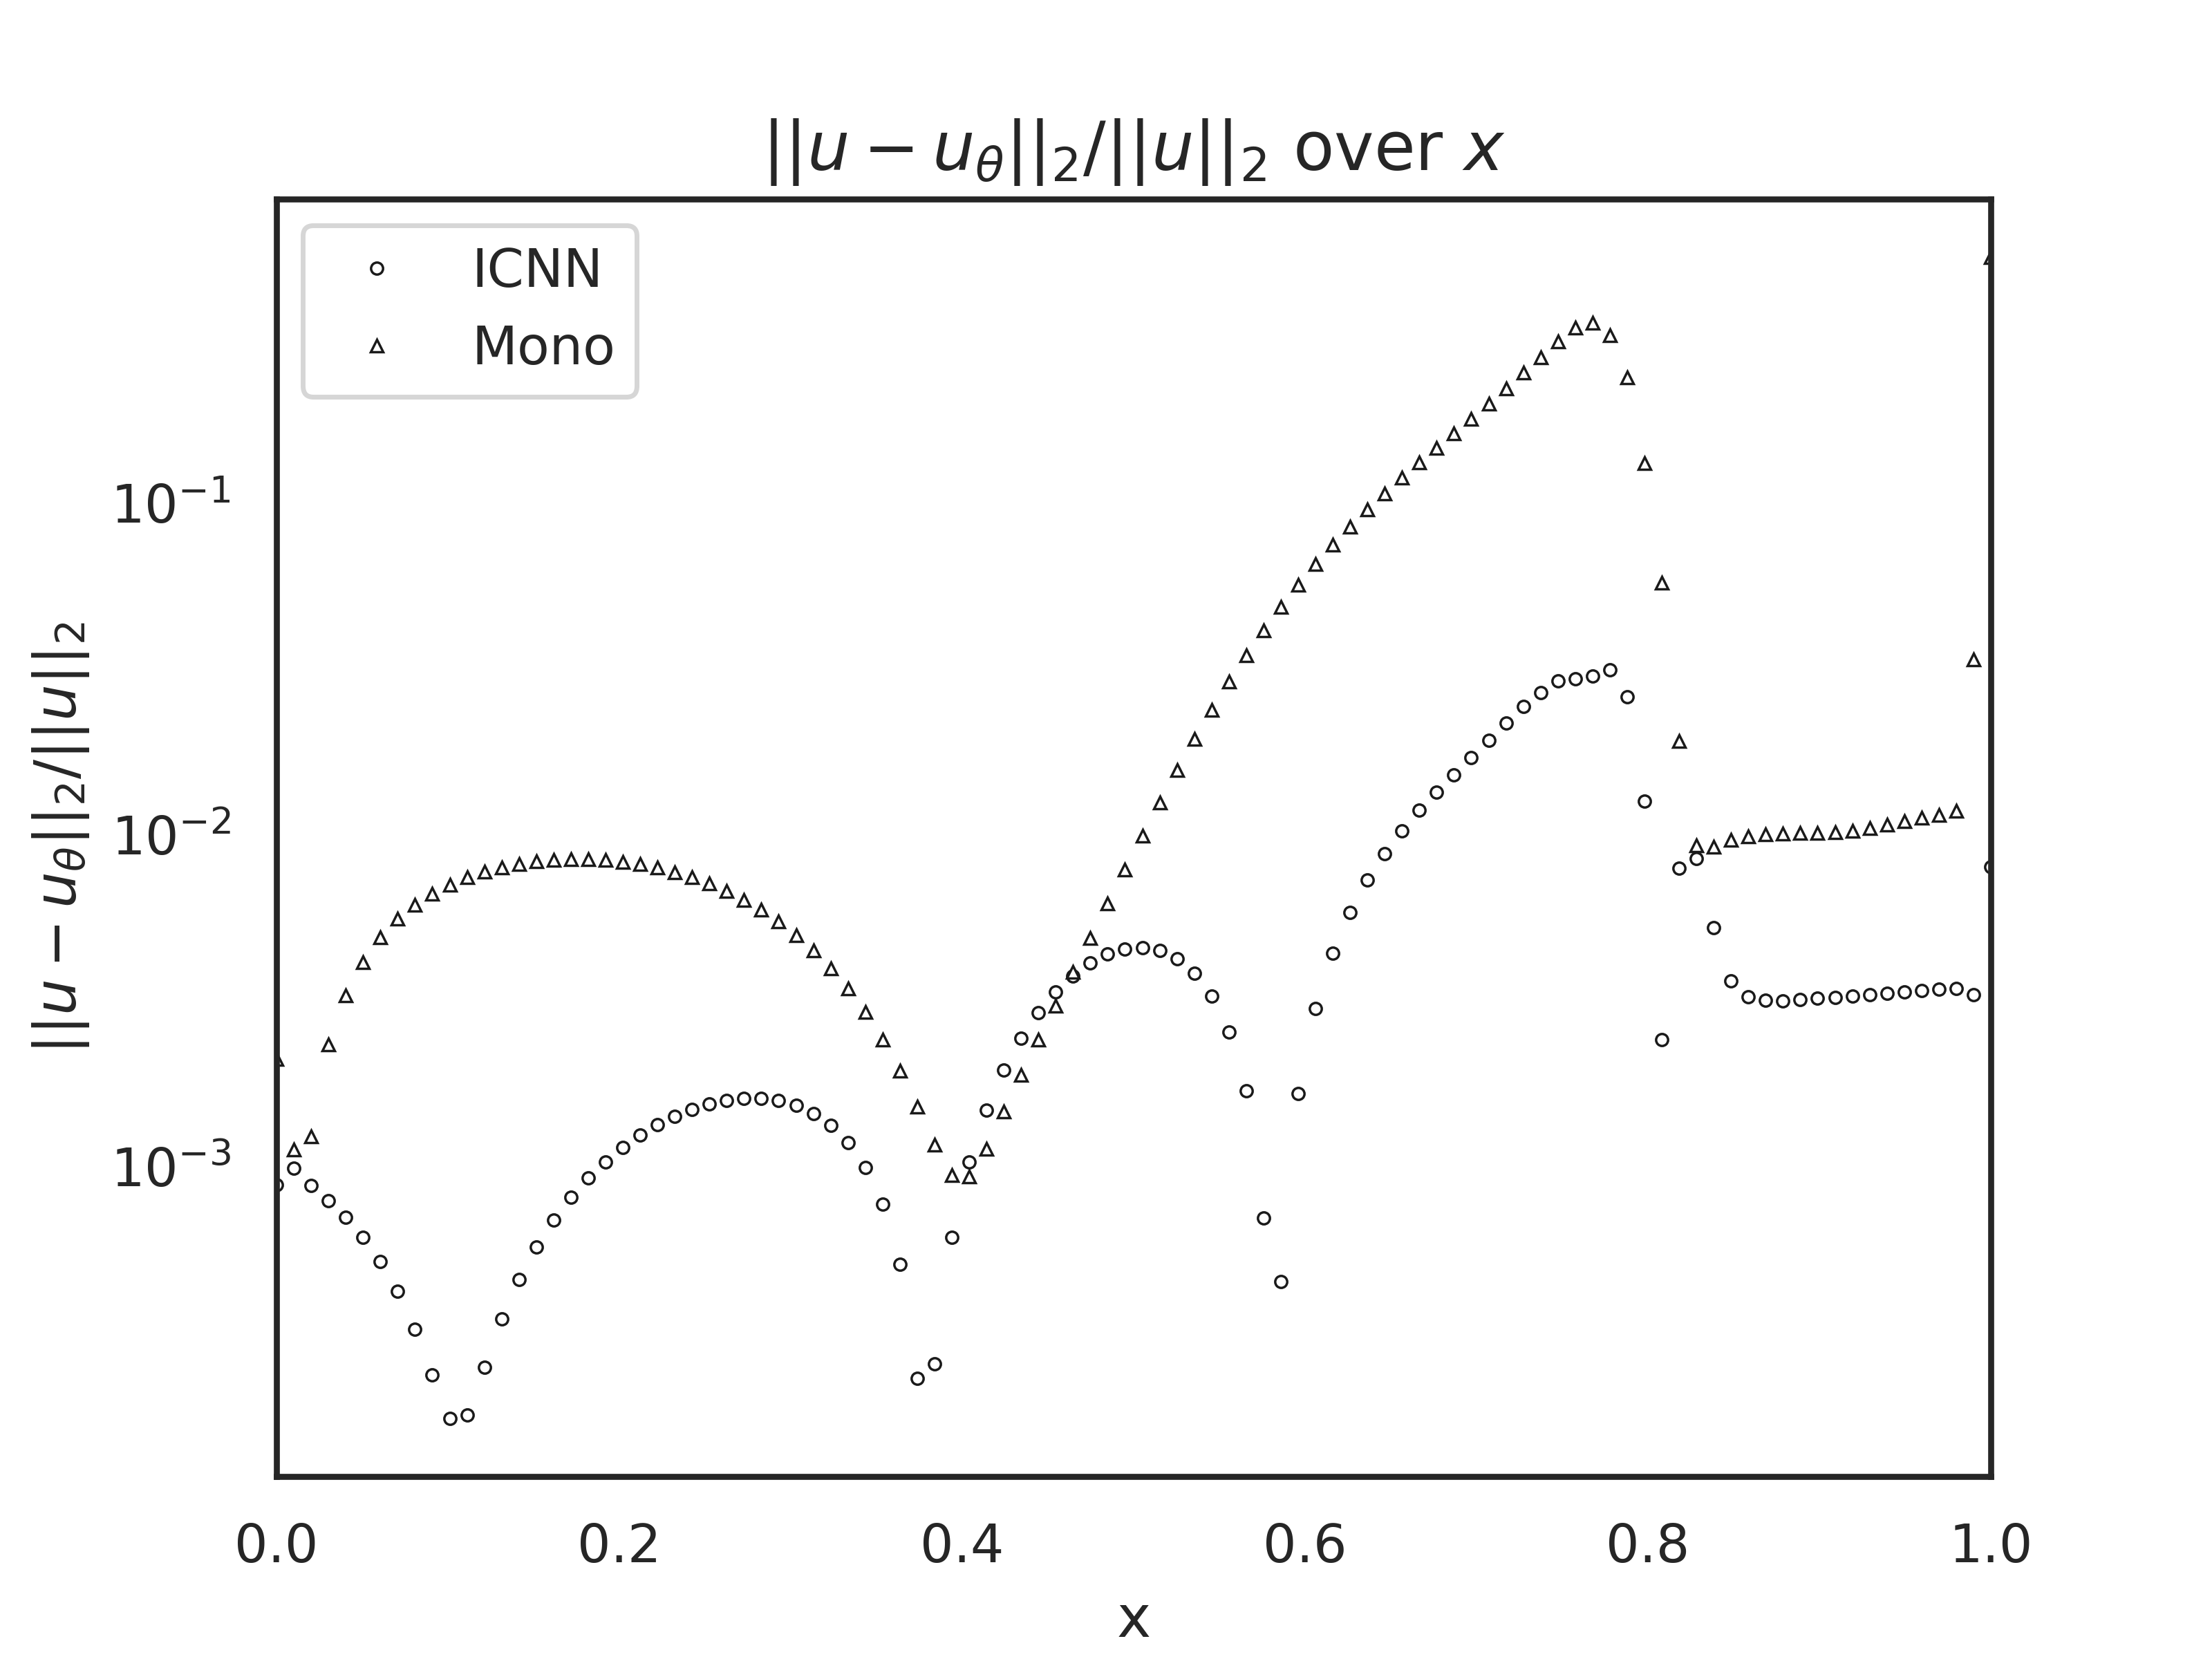 ||u − u_θ||₂/||u||₂ over x
ICNN
Mono
||u − u_θ||₂/||u||₂
10⁻¹
10⁻²
10⁻³
0.0 0.2 0.4 0.6 0.8 1.0
x